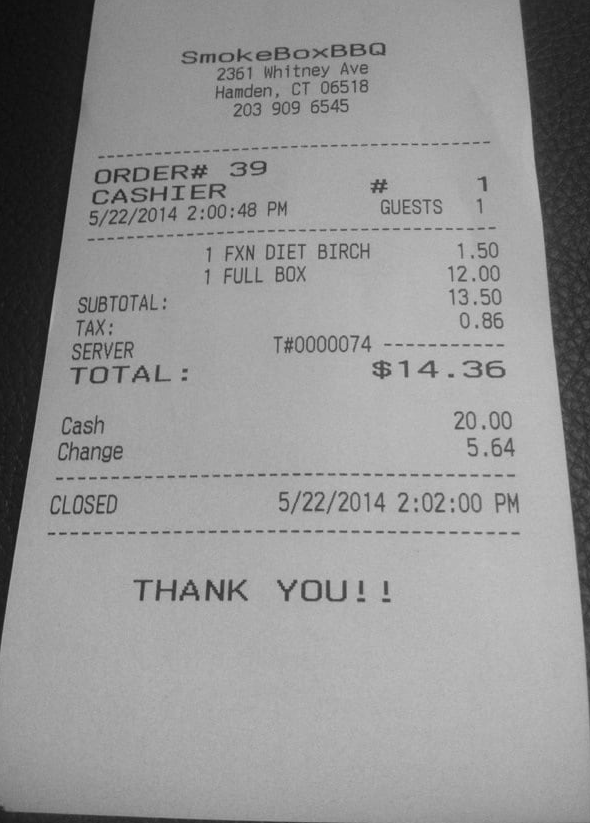 SmokeBoxBBQ
2361 Whitney Ave
Hamden, CT 06518
203 909 6545
ORDER# 39
CASHIER # 1
5/22/2014 2:00:48 PM GUESTS 1
1 FXN DIET BIRCH 1.50
1 FULL BOX 12.00
SUBTOTAL: 13.50
TAX: 0.86
SERVER T#0000074 -----------
TOTAL: $14.36
Cash 20.00
Change 5.64
CLOSED 5/22/2014 2:02:00 PM
THANK YOU!!